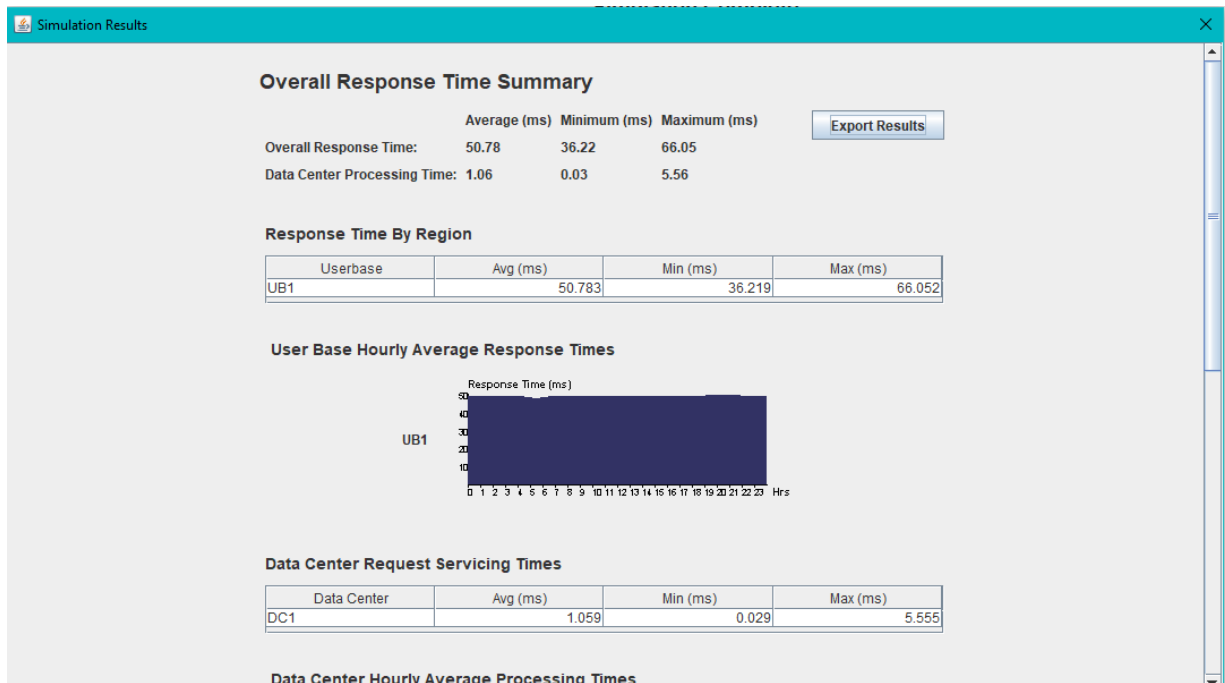 Simulation Results
Overall Response Time Summary
Average (ms) Minimum (ms) Maximum (ms)
Export Results
Overall Response Time: 50.78 36.22 66.05
Data Center Processing Time: 1.06 0.03 5.56
Response Time By Region
Userbase Avg (ms) Min (ms) Max (ms)
UB1 50.783 36.219 66.052
User Base Hourly Average Response Times
Response Time (ms)
50
40
30
20
10
UB1
0 1 2 3 4 5 6 7 8 9 10 11 12 13 14 15 16 17 18 19 20 21 22 23 Hrs
Data Center Request Servicing Times
Data Center Avg (ms) Min (ms) Max (ms)
DC1 1.059 0.029 5.555
Data Center Hourly Average Processing Times